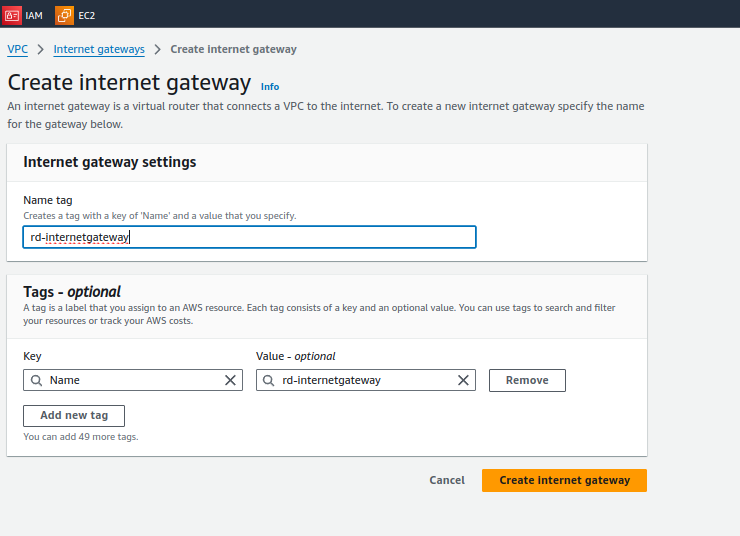 IAM EC2
VPC > Internet gateways > Create internet gateway
Create internet gateway Info
An internet gateway is a virtual router that connects a VPC to the internet. To create a new internet gateway specify the name
for the gateway below.
Internet gateway settings
Name tag
Creates a tag with a key of 'Name' and a value that you specify.
rd-internetgateway
Tags - optional
A tag is a label that you assign to an AWS resource. Each tag consists of a key and an optional value. You can use tags to search and filter
your resources or track your AWS costs.
Key Value - optional
Name rd-internetgateway Remove
Add new tag
You can add 49 more tags.
Cancel Create internet gateway